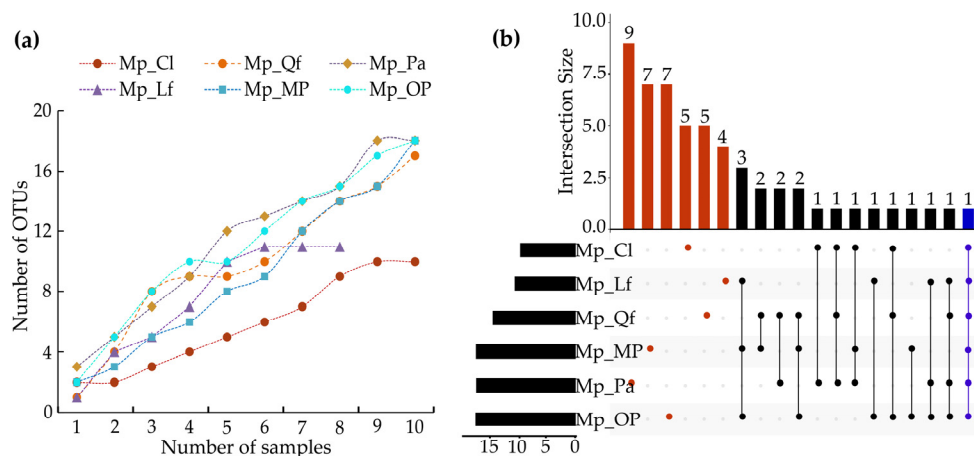 (a)
Mp_Cl Mp_Qf Mp_Pa
Mp_Lf Mp_MP Mp_OP
Number of OTUs
20
16
12
8
4
0
1 2 3 4 5 6 7 8 9 10
Number of samples
(b)
Intersection Size
10.0
7.5
5.0
2.5
0.0
9 7 7 5 5 4 3 2 2 2 1 1 1 1 1 1 1 1 1
Mp_Cl
Mp_Lf
Mp_Qf
Mp_MP
Mp_Pa
Mp_OP
15 10 5 0